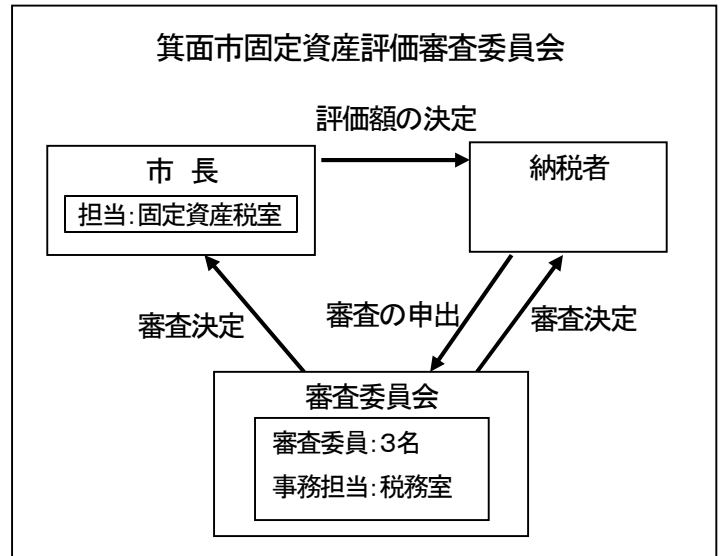 箕面市固定資産評価審査委員会
評価額の決定
市 長
担当:固定資産税室
納税者
審査決定
審査の申出
審査決定
審査委員会
審査委員:3名
事務担当:税務室